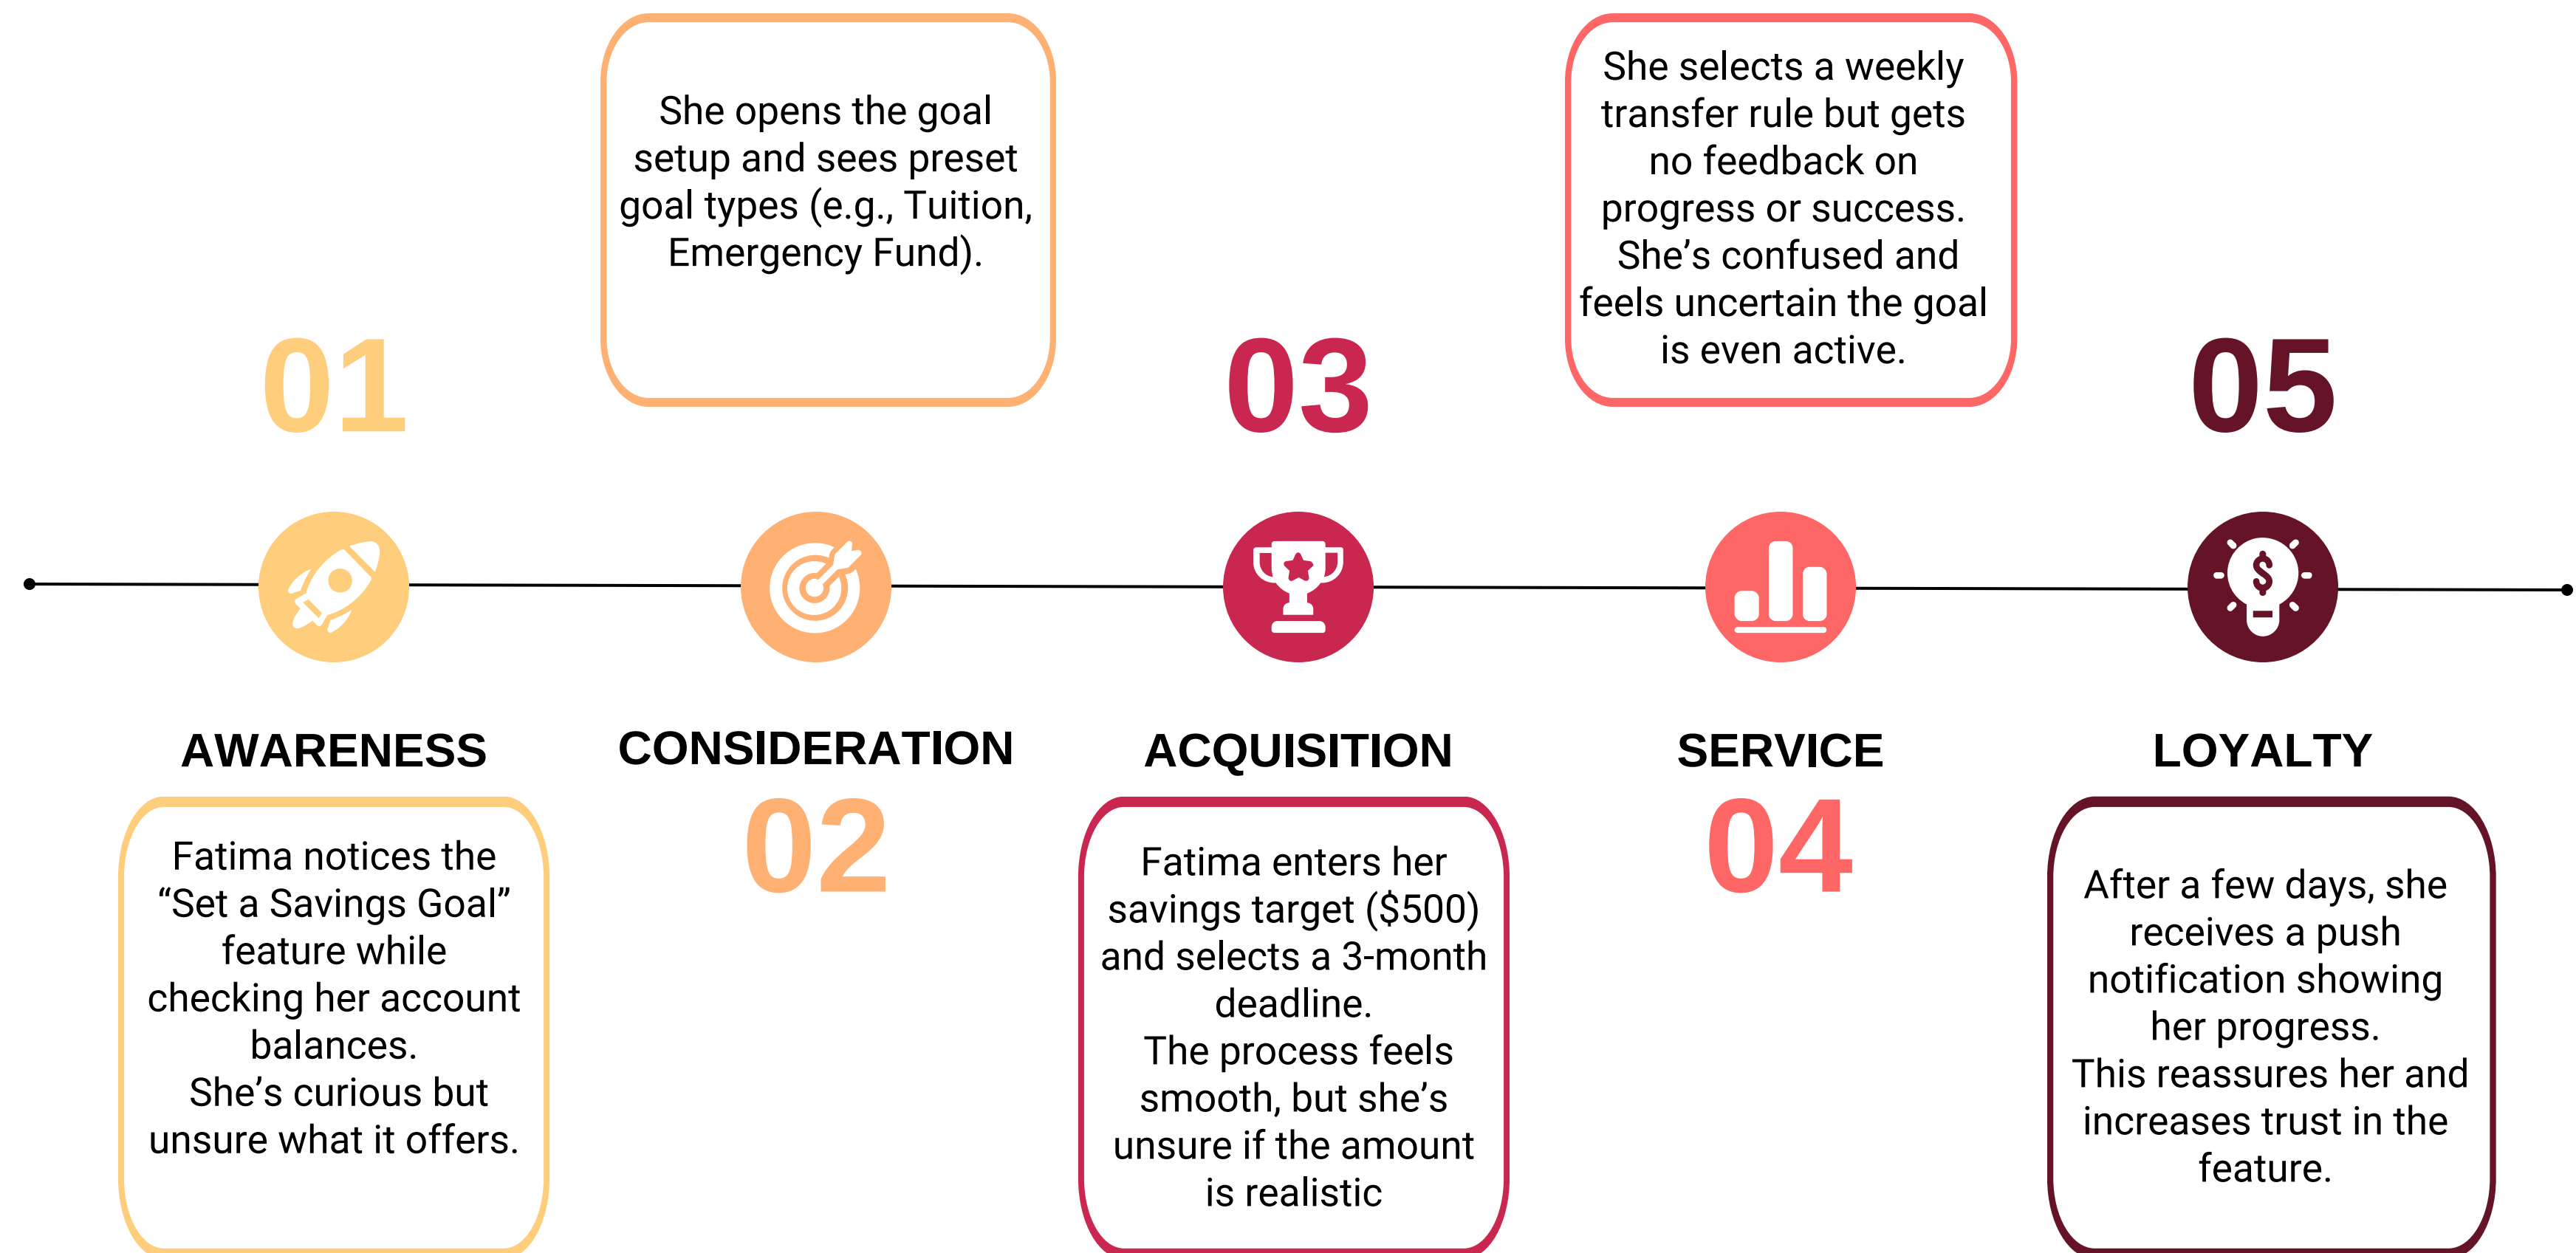 01
AWARENESS
Fatima notices the
“Set a Savings Goal”
feature while
checking her account
balances.
She’s curious but
unsure what it offers.
She opens the goal
setup and sees preset
goal types (e.g., Tuition,
Emergency Fund).
CONSIDERATION
02
03
ACQUISITION
Fatima enters her
savings target ($500)
and selects a 3-month
deadline.
The process feels
smooth, but she’s
unsure if the amount
is realistic
She selects a weekly
transfer rule but gets
no feedback on
progress or success.
She’s confused and
feels uncertain the goal
is even active.
SERVICE
04
05
LOYALTY
After a few days, she
receives a push
notification showing
her progress.
This reassures her and
increases trust in the
feature.